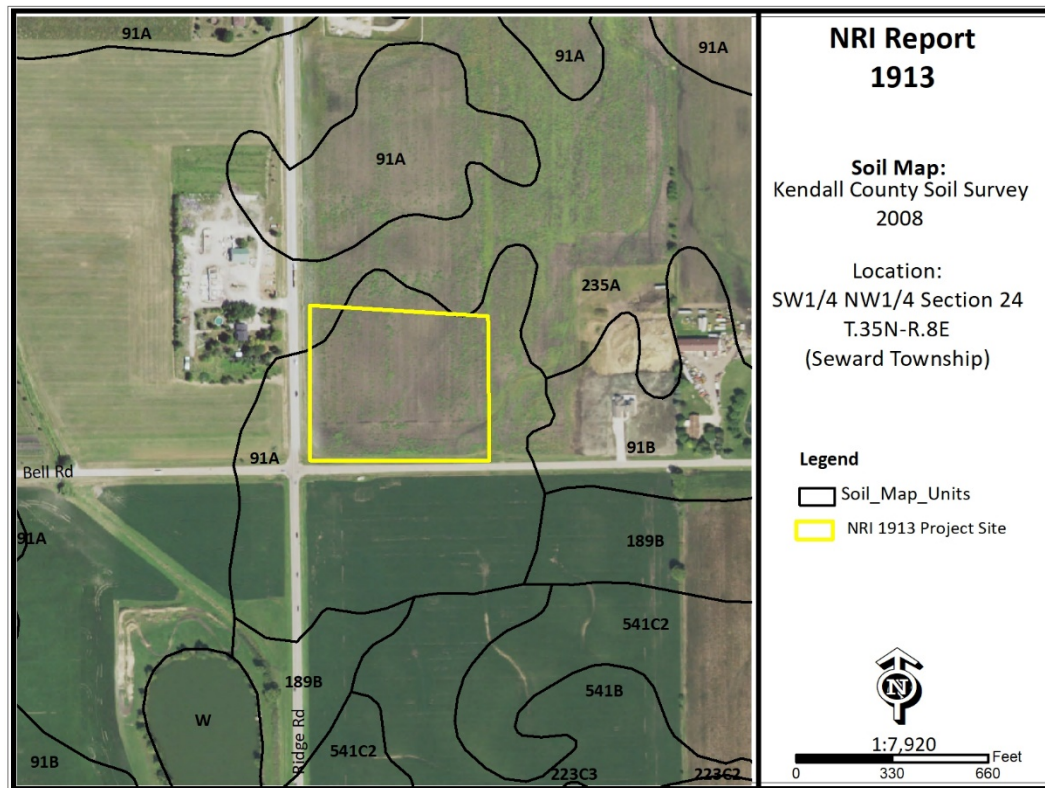 91A
91A
91A
91A
235A
91B
91A
Bell Rd
91A
189B
541C2
541B
189B
W
541C2
Ridge Rd
91B
223C3
223C2
NRI Report
1913
Soil Map:
Kendall County Soil Survey
2008
Location:
SW1/4 NW1/4 Section 24
T.35N-R.8E
(Seward Township)
Legend
Soil_Map_Units
NRI 1913 Project Site
N
1:7,920
Feet
0 330 660